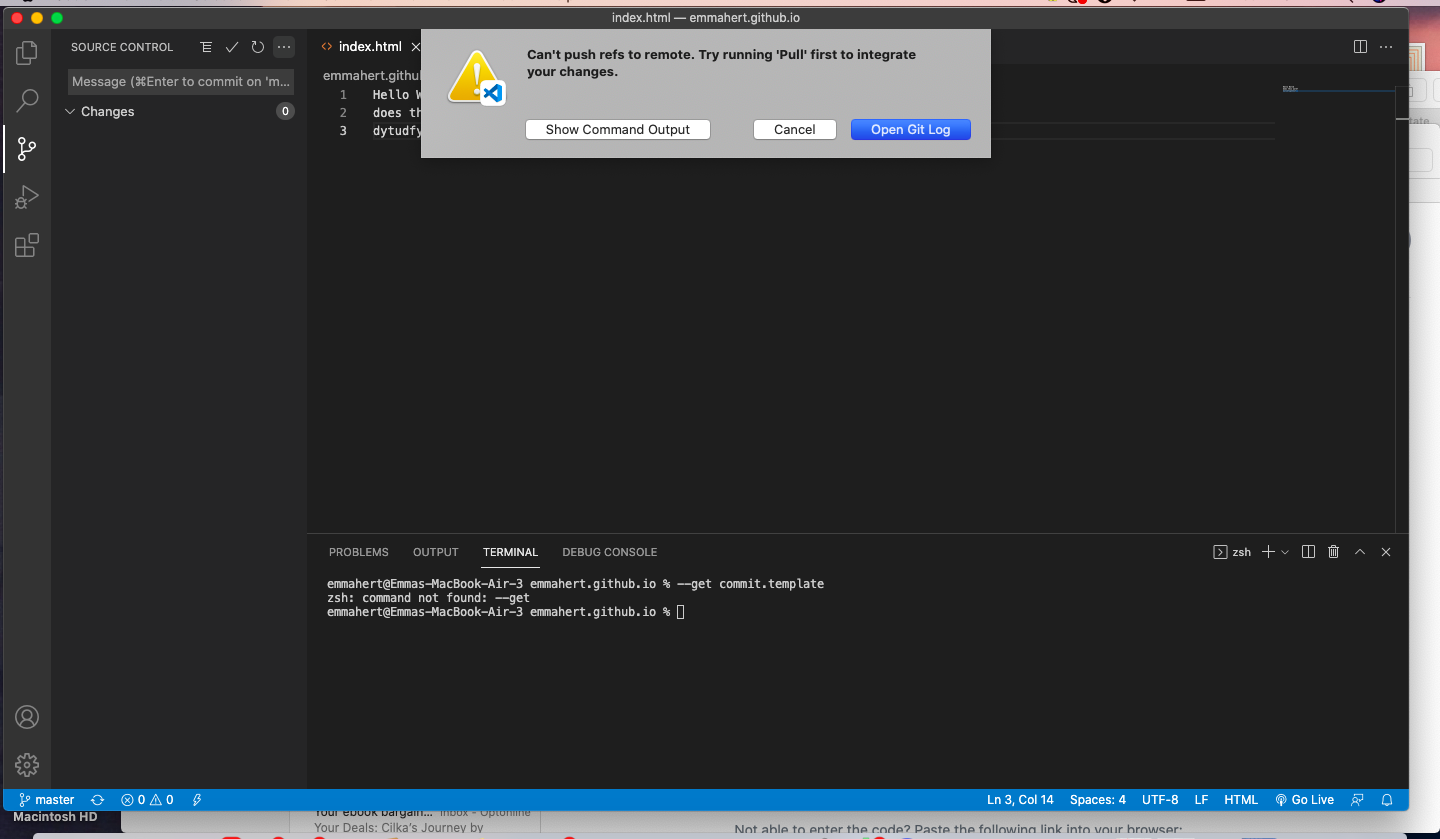 index.html — emmahert.github.io
SOURCE CONTROL
Message (⌘Enter to commit on 'm...
Changes
0
index.html
emmahert.githu
1 Hello
2 does th
3 dytudfy
Can't push refs to remote. Try running 'Pull' first to integrate
your changes.
Show Command Output
Cancel
Open Git Log
PROBLEMS
OUTPUT
TERMINAL
DEBUG CONSOLE
zsh
emmahert@Emmas-MacBook-Air-3 emmahert.github.io % --get commit.template
zsh: command not found: --get
emmahert@Emmas-MacBook-Air-3 emmahert.github.io %
master
0
0
Ln 3, Col 14
Spaces: 4
UTF-8
LF
HTML
Go Live
Macintosh HD
Your ebook bargain...
Inbox - Optonline
Your Deals: Cilka's Journey by
Not able to enter the code? Paste the following link into your browser: